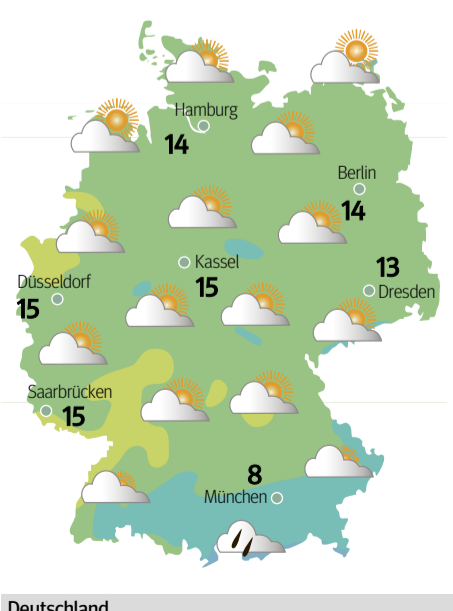 Hamburg
14
Berlin
14
Kassel
15
13
Dresden
Düsseldorf
15
Saarbrücken
15
8
München
Deutschland